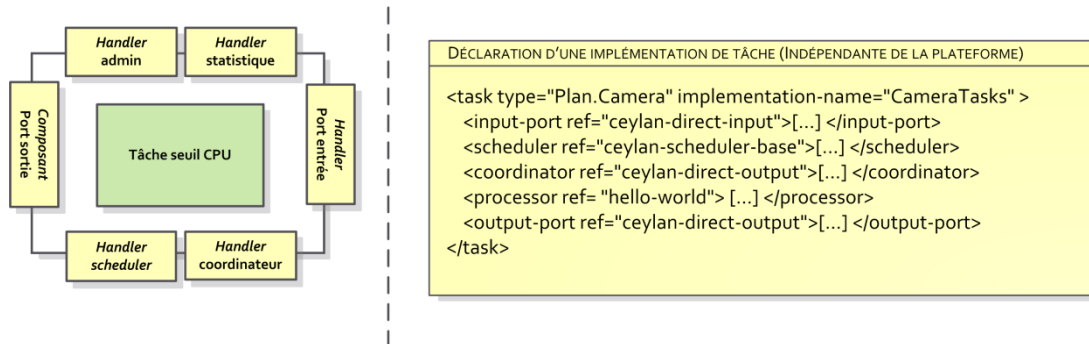 Handler
admin
Handler
statistique
Composant
Port sortie
Tâche seuil CPU
Handler
Port entrée
Handler
scheduler
Handler
coordinateur
DÉCLARATION D'UNE IMPLÉMENTATION DE TÂCHE (INDÉPENDANTE DE LA PLATEFORME)
<task type="Plan.Camera" implementation-name="CameraTasks" >
<input-port ref="ceylan-direct-input">[...] </input-port>
<scheduler ref="ceylan-scheduler-base">[...] </scheduler>
<coordinator ref="ceylan-direct-output">[...] </coordinator>
<processor ref= "hello-world"> [...] </processor>
<output-port ref="ceylan-direct-output">[...] </output-port>
</task>